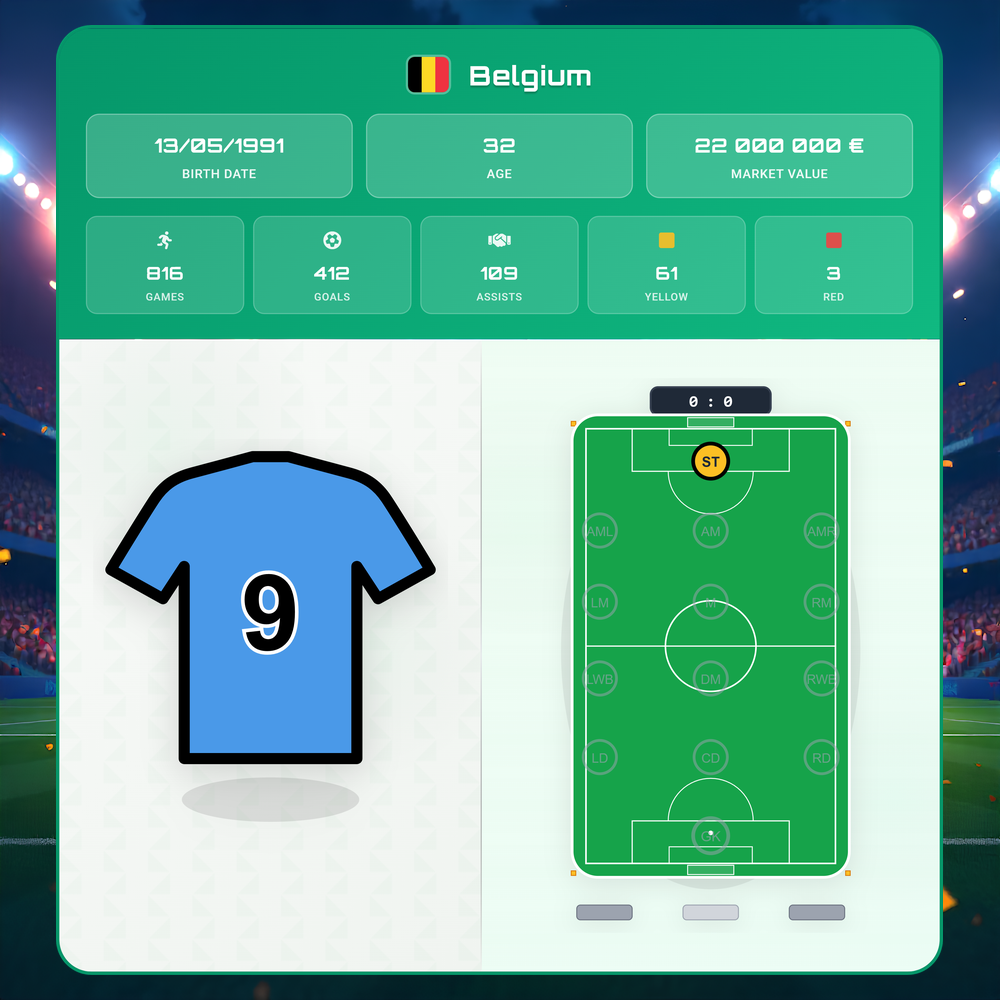 Belgium
13/05/1991
BIRTH DATE
32
AGE
22 000 000 €
MARKET VALUE
816
GAMES
412
GOALS
109
ASSISTS
61
YELLOW
3
RED
9
0 : 0
ST
AML
AM
AMR
LM
M
RM
LWB
DM
RWB
LD
CD
RD
GK